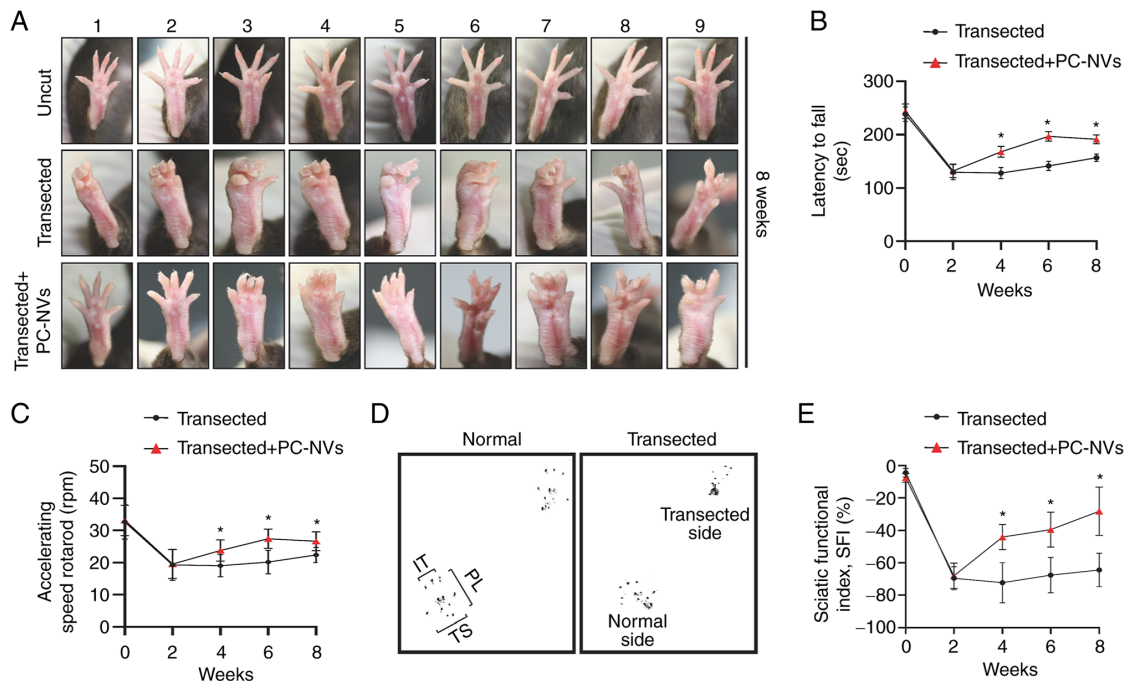 A
1 2 3 4 5 6 7 8 9
Uncut
Transected
Transected+
PC-NVs
8 weeks
B
Transected
Transected+PC-NVs
Latency to fall
(sec)
300
200
100
0
* * *
0 2 4 6 8
Weeks
C
Transected
Transected+PC-NVs
Accelerating
speed rotarod (rpm)
50
40
30
20
10
0
* * *
0 2 4 6 8
Weeks
D
Normal
Transected
IT
PL
TS
Transected
side
Normal
side
E
Transected
Transected+PC-NVs
Sciatic functional
index, SFI (%)
0
−20
−40
−60
−80
−100
* * *
0 2 4 6 8
Weeks